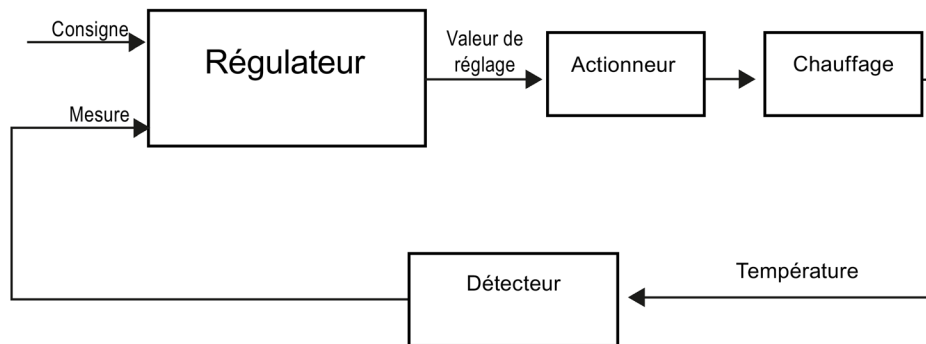 Consigne
Régulateur
Valeur de
réglage
Actionneur
Chauffage
Mesure
Détecteur
Température